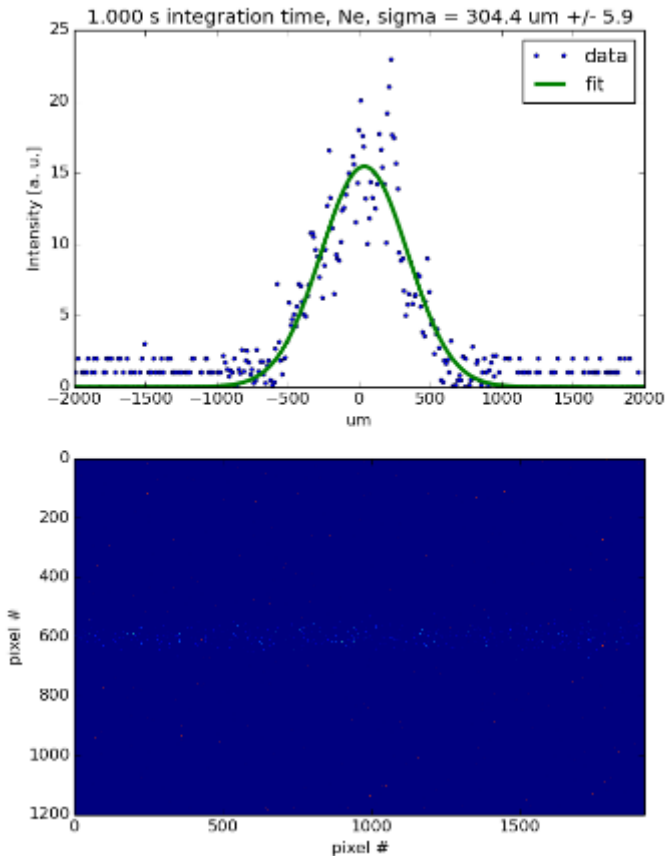 1.000 s integration time, Ne, sigma = 304.4 um +/- 5.9
25
20
15
10
5
0
Intensity [a. u.]
data
fit
−2000 −1500 −1000 −500 0 500 1000 1500 2000
um
0
200
400
600
800
1000
1200
pixel #
0 500 1000 1500
pixel #